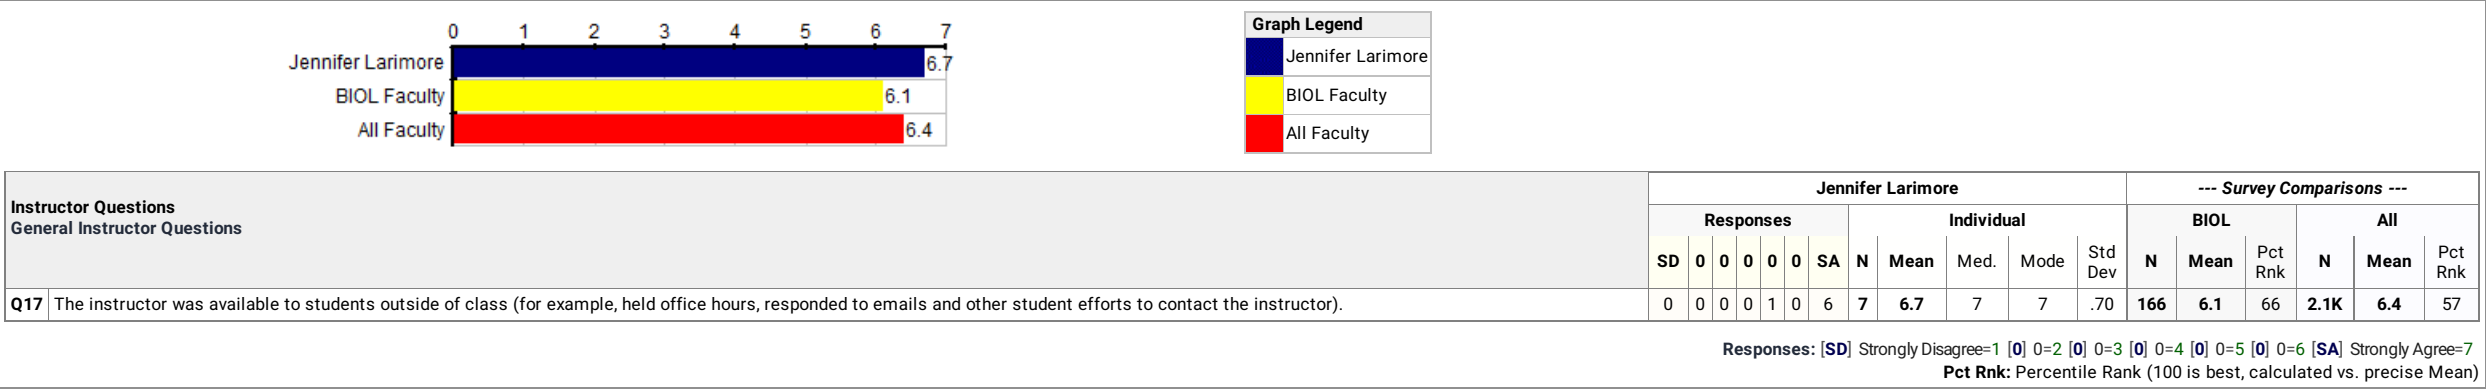 0 1 2 3 4 5 6 7
Jennifer Larimore 6.7
BIOL Faculty 6.1
All Faculty 6.4
Graph Legend
Jennifer Larimore
BIOL Faculty
All Faculty
Instructor Questions
General Instructor Questions
Jennifer Larimore --- Survey Comparisons ---
Responses Individual BIOL All
SD 0 0 0 0 0 SA N Mean Med. Mode Std Dev N Mean Pct Rnk N Mean Pct Rnk
Q17 The instructor was available to students outside of class (for example, held office hours, responded to emails and other student efforts to contact the instructor). 0 0 0 0 1 0 6 7 6.7 7 7 .70 166 6.1 66 2.1K 6.4 57
Responses: [SD] Strongly Disagree=1 [0] 0=2 [0] 0=3 [0] 0=4 [0] 0=5 [0] 0=6 [SA] Strongly Agree=7
Pct Rnk: Percentile Rank (100 is best, calculated vs. precise Mean)